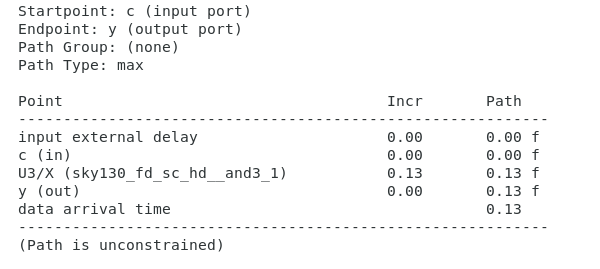 Startpoint: c (input port)
Endpoint: y (output port)
Path Group: (none)
Path Type: max
Point Incr Path
-----------------------------------------------------------
input external delay 0.00 0.00 f
c (in) 0.00 0.00 f
U3/X (sky130_fd_sc_hd__and3_1) 0.13 0.13 f
y (out) 0.00 0.13 f
data arrival time 0.13
-----------------------------------------------------------
(Path is unconstrained)